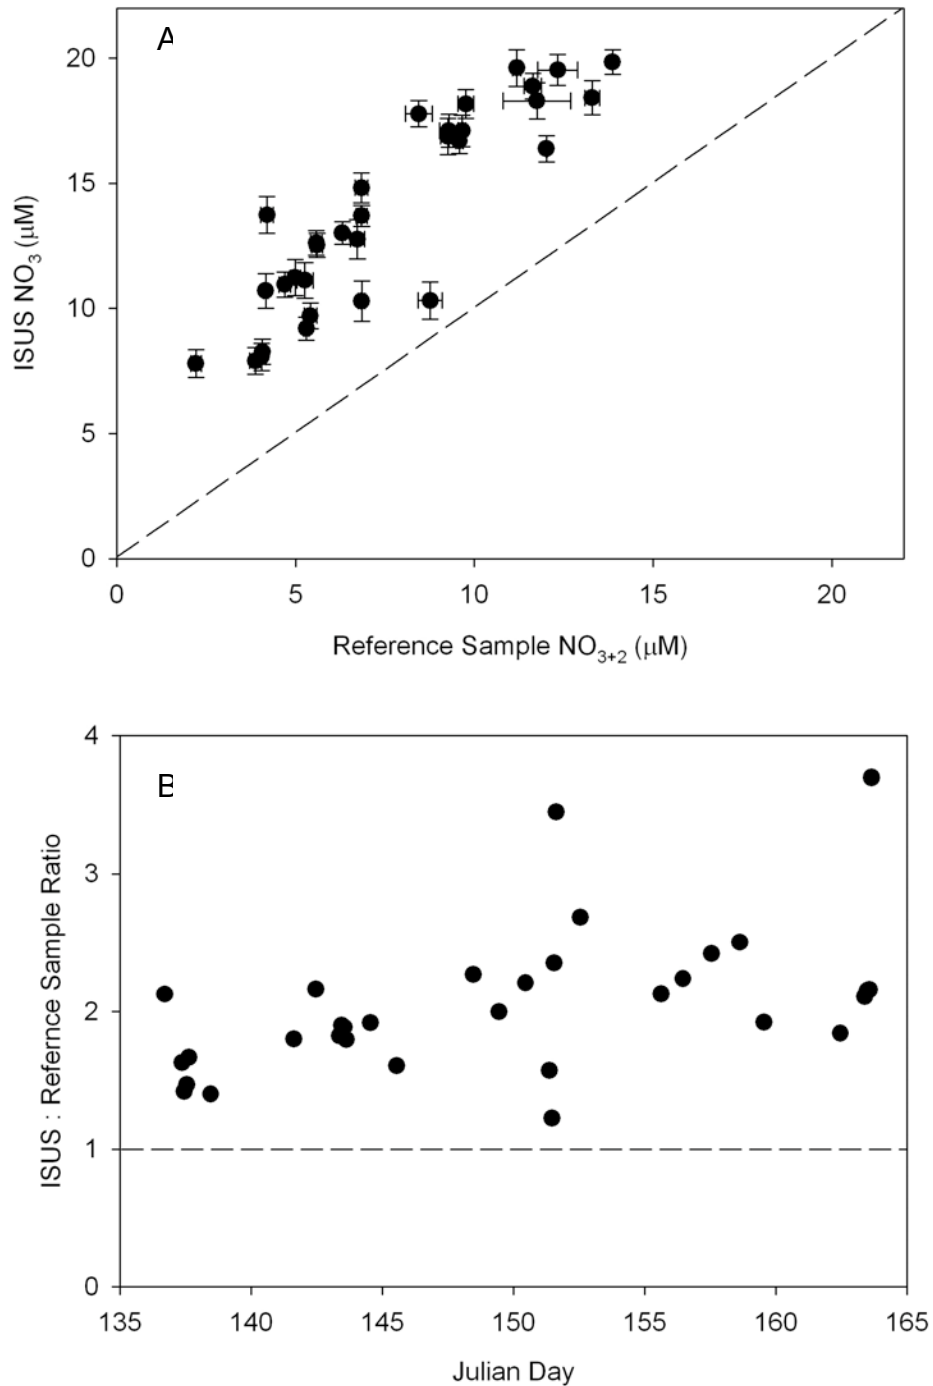 A
20
15
10
5
0
ISUS NO3 (μM)
0 5 10 15 20
Reference Sample NO3+2 (μM)
B
4
3
2
1
0
ISUS : Refernce Sample Ratio
135 140 145 150 155 160 165
Julian Day